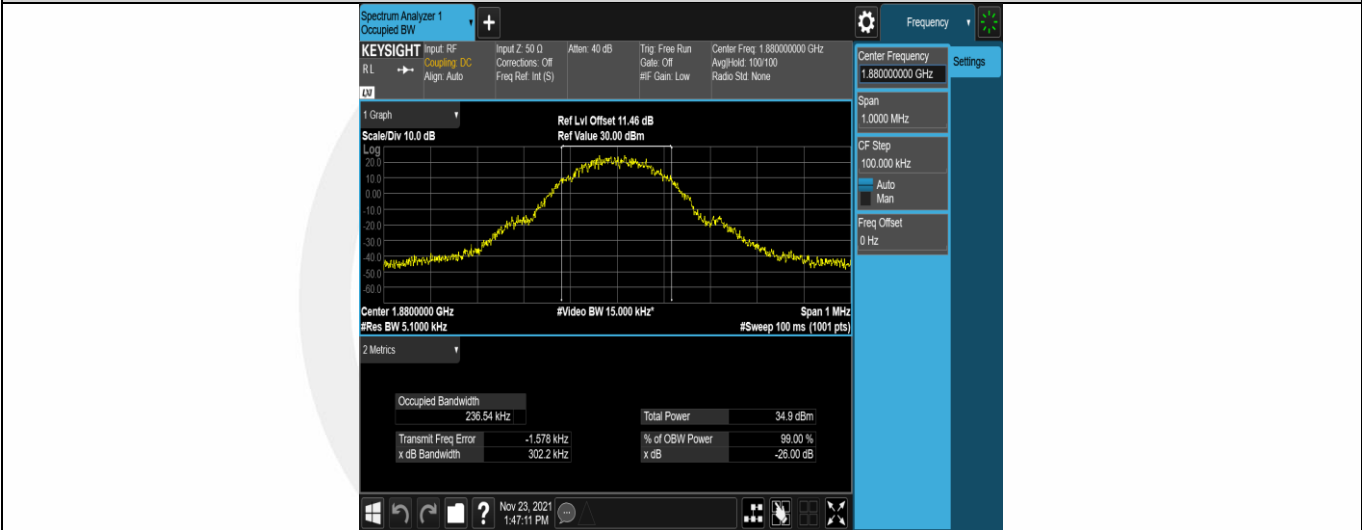 Spectrum Analyzer 1
Occupied BW
+
Frequency
KEYSIGHT
RL
LXI
Input: RF
Coupling: DC
Align: Auto
Input Z: 50 Ω
Corrections: Off
Freq Ref: Int (S)
Atten: 40 dB
Trig: Free Run
Gate: Off
#IF Gain: Low
Center Freq: 1.880000000 GHz
Avg|Hold: 100/100
Radio Std: None
Center Frequency
1.880000000 GHz
Settings
Span
1.0000 MHz
CF Step
100.000 kHz
Auto
Man
Freq Offset
0 Hz
1 Graph
Scale/Div 10.0 dB
Ref Lvl Offset 11.46 dB
Ref Value 30.00 dBm
Log
20.0
10.0
0.00
-10.0
-20.0
-30.0
-40.0
-50.0
-60.0
Center 1.8800000 GHz
#Video BW 15.000 kHz*
Span 1 MHz
#Res BW 5.1000 kHz
#Sweep 100 ms (1001 pts)
2 Metrics
Occupied Bandwidth
236.54 kHz
Total Power 34.9 dBm
Transmit Freq Error -1.578 kHz
% of OBW Power 99.00 %
x dB Bandwidth 302.2 kHz
x dB -26.00 dB
?
Nov 23, 2021
1:47:11 PM